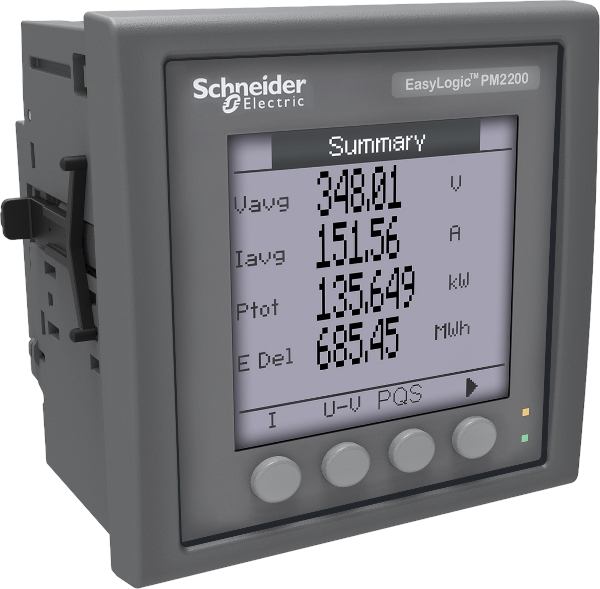 Schneider
Electric
EasyLogic™ PM2200
Summary
Vavg 348.01 V
Iavg 151.56 A
Ptot 135.649 kW
E Del 685.45 MWh
I U-V PQS ▶